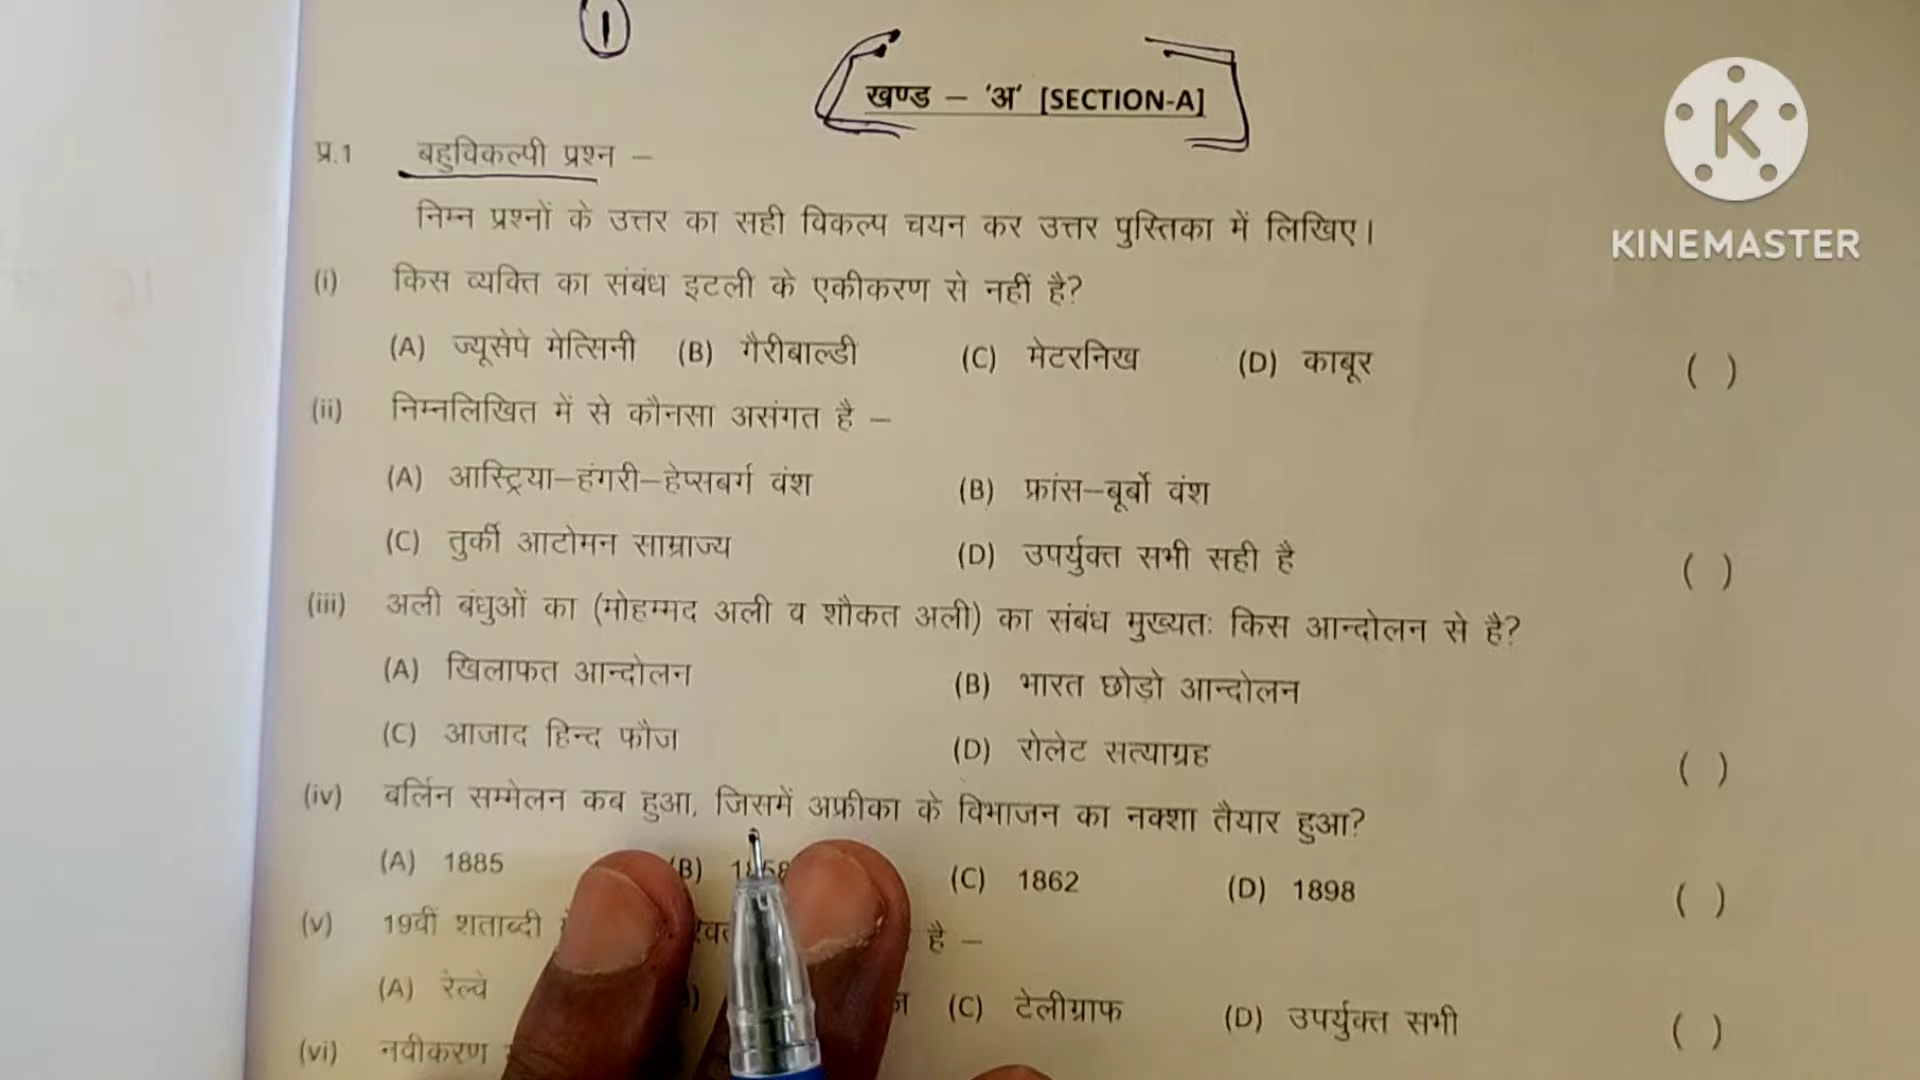 1
खण्ड – 'अ' [SECTION-A]
K
KINEMASTER
प्र.1 बहुविकल्पी प्रश्न –
निम्न प्रश्नों के उत्तर का सही विकल्प चयन कर उत्तर पुस्तिका में लिखिए।
(i) किस व्यक्ति का संबंध इटली के एकीकरण से नहीं है?
(A) ज्यूसेपे मेत्सिनी (B) गैरीबाल्डी (C) मेटरनिख (D) काबूर ( )
(ii) निम्नलिखित में से कौनसा असंगत है –
(A) आस्ट्रिया–हंगरी–हेप्सबर्ग वंश (B) फ्रांस–बूर्बो वंश
(C) तुर्की आटोमन साम्राज्य (D) उपर्युक्त सभी सही है ( )
(iii) अली बंधुओं का (मोहम्मद अली व शौकत अली) का संबंध मुख्यतः किस आन्दोलन से है?
(A) खिलाफत आन्दोलन (B) भारत छोडो आन्दोलन
(C) आजाद हिन्द फौज (D) रोलेट सत्याग्रह ( )
(iv) वर्लिन सम्मेलन कब हुआ, जिसमें अफ्रीका के विभाजन का नक्शा तैयार हुआ?
(A) 1885 (B) (C) 1862 (D) 1898 ( )
(v) 19वीं शताब्दी है –
(A) रेल्वे (C) टेलीग्राफ (D) उपर्युक्त सभी ( )
(vi) नवीकरण